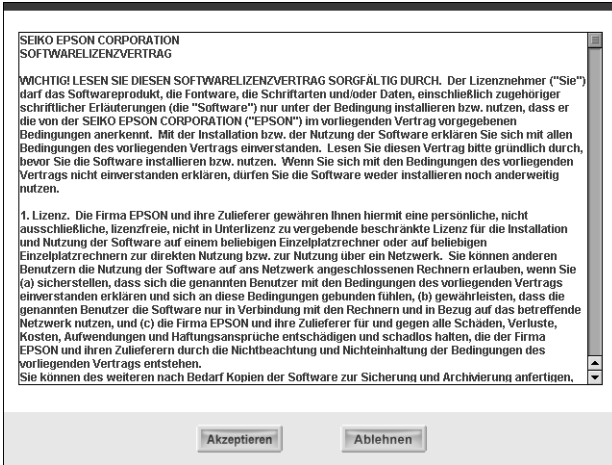 SEIKO EPSON CORPORATION
SOFTWARELIZENZVERTRAG
WICHTIG! LESEN SIE DIESEN SOFTWARELIZENZVERTRAG SORGFÄLTIG DURCH. Der Lizenznehmer ("Sie")
darf das Softwareprodukt, die Fontware, die Schriftarten und/oder Daten, einschließlich zugehöriger
schriftlicher Erläuterungen (die "Software") nur unter der Bedingung installieren bzw. nutzen, dass er
die von der SEIKO EPSON CORPORATION ("EPSON") im vorliegenden Vertrag vorgegebenen
Bedingungen anerkennt. Mit der Installation bzw. der Nutzung der Software erklären Sie sich mit allen
Bedingungen des vorliegenden Vertrags einverstanden. Lesen Sie diesen Vertrag bitte gründlich durch,
bevor Sie die Software installieren bzw. nutzen. Wenn Sie sich mit den Bedingungen des vorliegenden
Vertrags nicht einverstanden erklären, dürfen Sie die Software weder installieren noch anderweitig
nutzen.
1. Lizenz. Die Firma EPSON und ihre Zulieferer gewähren Ihnen hiermit eine persönliche, nicht
ausschließliche, lizenzfreie, nicht in Unterlizenz zu vergebende beschränkte Lizenz für die Installation
und Nutzung der Software auf einem beliebigen Einzelplatzrechner oder auf beliebigen
Einzelplatzrechnern zur direkten Nutzung bzw. zur Nutzung über ein Netzwerk. Sie können anderen
Benutzern die Nutzung der Software auf ans Netzwerk angeschlossenen Rechnern erlauben, wenn Sie
(a) sicherstellen, dass sich die genannten Benutzer mit den Bedingungen des vorliegenden Vertrags
einverstanden erklären und sich an diese Bedingungen gebunden fühlen, (b) gewährleisten, dass die
genannten Benutzer die Software nur in Verbindung mit den Rechnern und in Bezug auf das betreffende
Netzwerk nutzen, und (c) die Firma EPSON und ihre Zulieferer für und gegen alle Schäden, Verluste,
Kosten, Aufwendungen und Haftungsansprüche entschädigen und schadlos halten, die der Firma
EPSON und ihren Zulieferern durch die Nichtbeachtung und Nichteinhaltung der Bedingungen des
vorliegenden Vertrags entstehen.
Sie können des weiteren nach Bedarf Kopien der Software zur Sicherung und Archivierung anfertigen,
Akzeptieren
Ablehnen